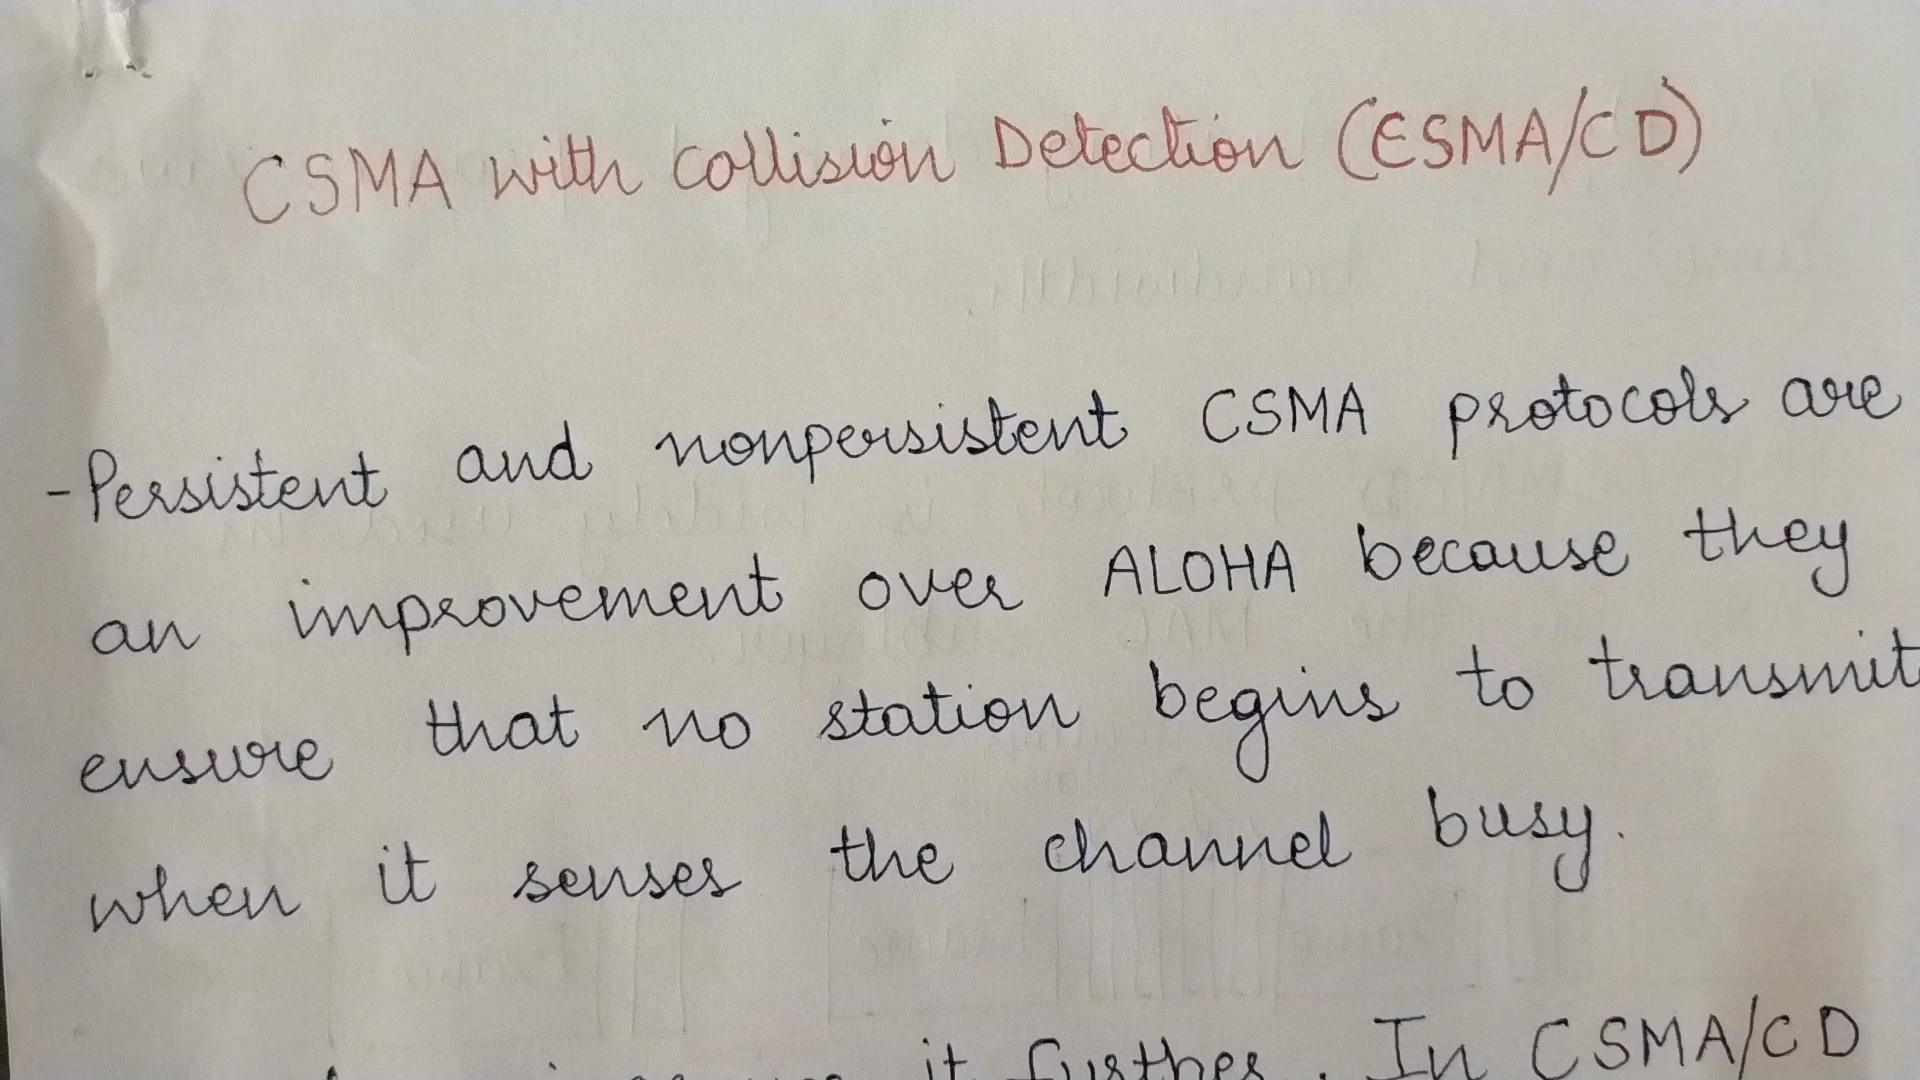 CSMA with Collision Detection (CSMA/CD)
-Persistent and nonpersistent CSMA protocols are
an improvement over ALOHA because they
ensure that no station begins to transmit
when it senses the channel busy.
it further. In CSMA/CD